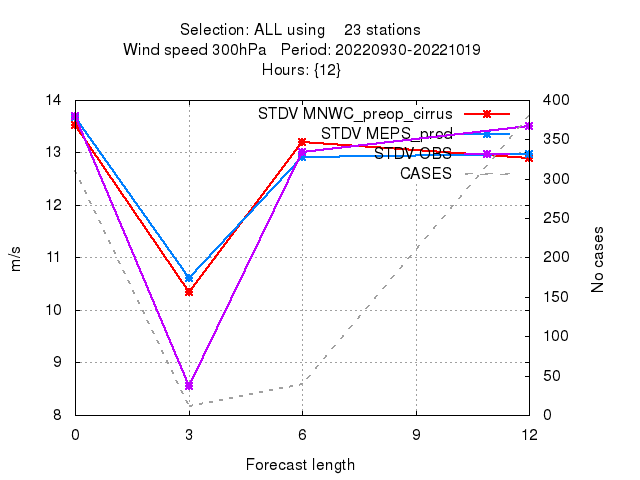 Selection: ALL using    23 stations
Wind speed 300hPa   Period: 20220930-20221019
Hours: {12}
14 400
STDV MNWC_preop_cirrus
350
STDV MEPS_prod
13
STDV OBS
300
CASES
12
250
11 200
m/s
No cases
150
10
100
9
50
8 0
0 3 6 9 12
Forecast length